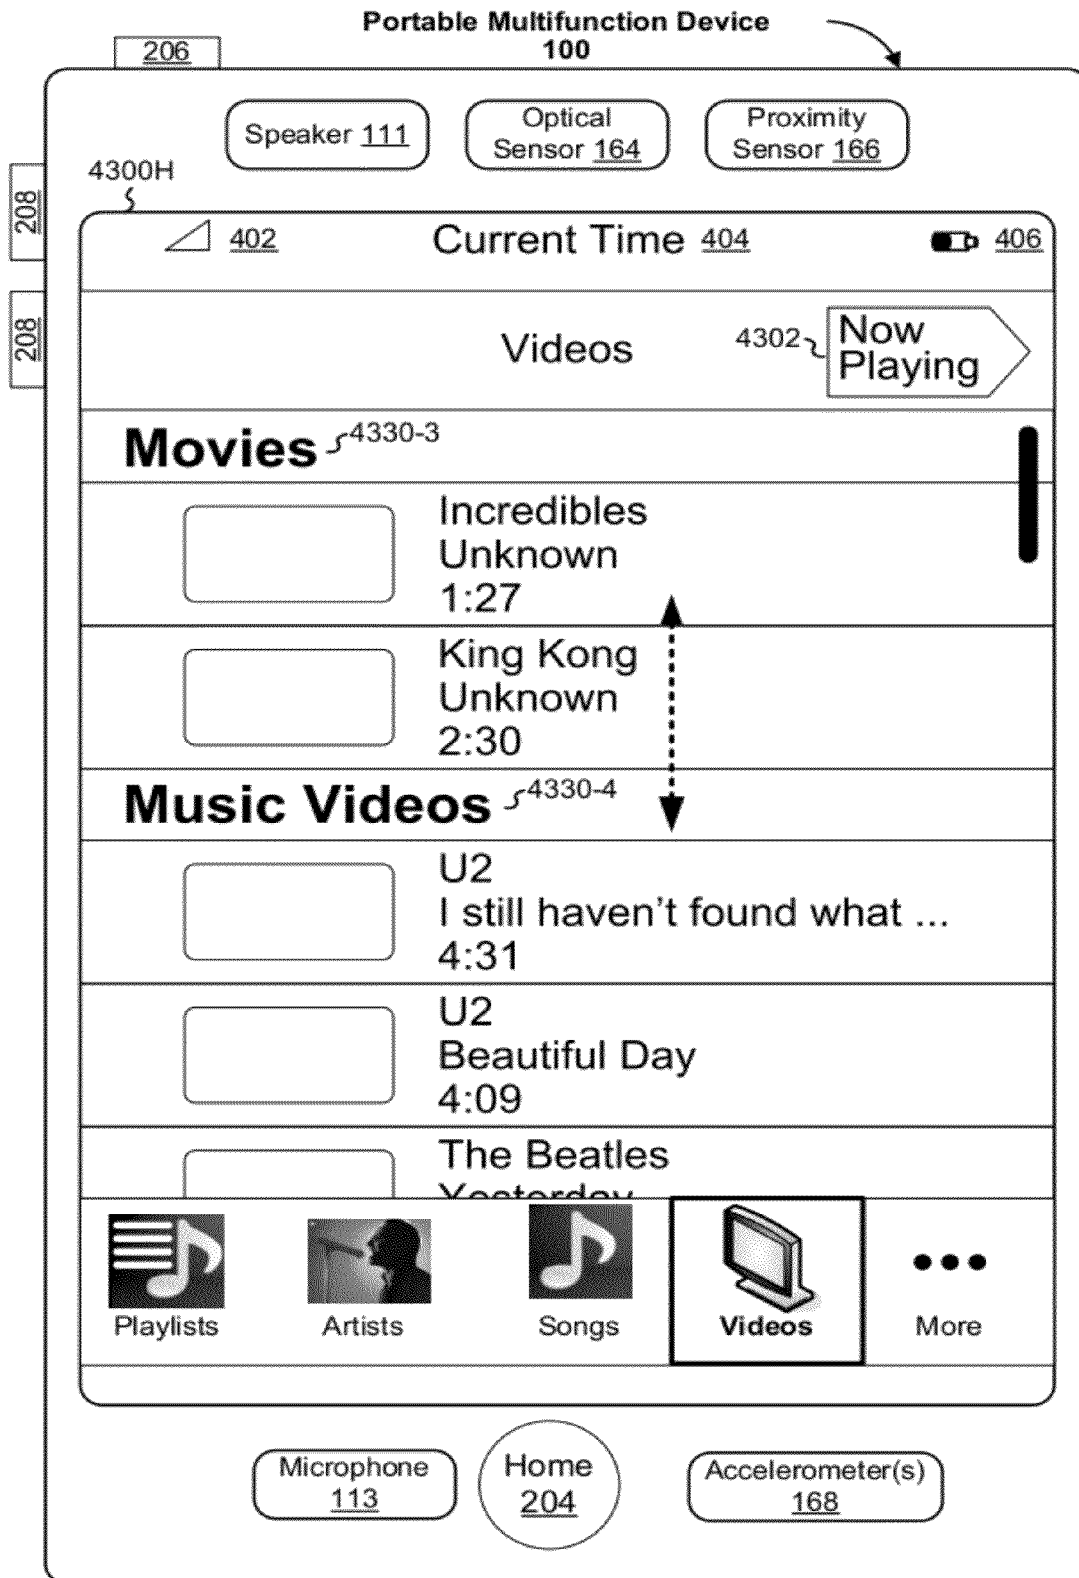 Portable Multifunction Device
100
206
Speaker 111
Optical
Sensor 164
Proximity
Sensor 166
4300H
208
208
402
Current Time 404
406
Videos
4302
Now
Playing
Movies
4330-3
Incredibles
Unknown
1:27
King Kong
Unknown
2:30
Music Videos
4330-4
U2
I still haven't found what ...
4:31
U2
Beautiful Day
4:09
The Beatles
Yesterday
Playlists
Artists
Songs
Videos
More
Microphone
113
Home
204
Accelerometer(s)
168